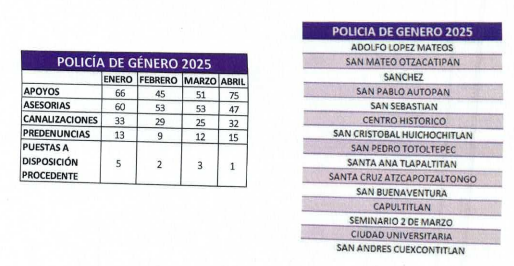 POLICÍA DE GÉNERO 2025
ENERO FEBRERO MARZO ABRIL
APOYOS 66 45 51 75
ASESORIAS 60 53 53 47
CANALIZACIONES 33 29 25 32
PREDENUNCIAS 13 9 12 15
PUESTAS A
DISPOSICIÓN 5 2 3 1
PROCEDENTE
POLICIA DE GENERO 2025
ADOLFO LOPEZ MATEOS
SAN MATEO OTZACATIPAN
SANCHEZ
SAN PABLO AUTOPAN
SAN SEBASTIAN
CENTRO HISTORICO
SAN CRISTOBAL HUICHOCHITLAN
SAN PEDRO TOTOLTEPEC
SANTA ANA TLAPALTITAN
SANTA CRUZ ATZCAPOTZALTONGO
SAN BUENAVENTURA
CAPULTITLAN
SEMINARIO 2 DE MARZO
CIUDAD UNIVERSITARIA
SAN ANDRES CUEXCONTITLAN